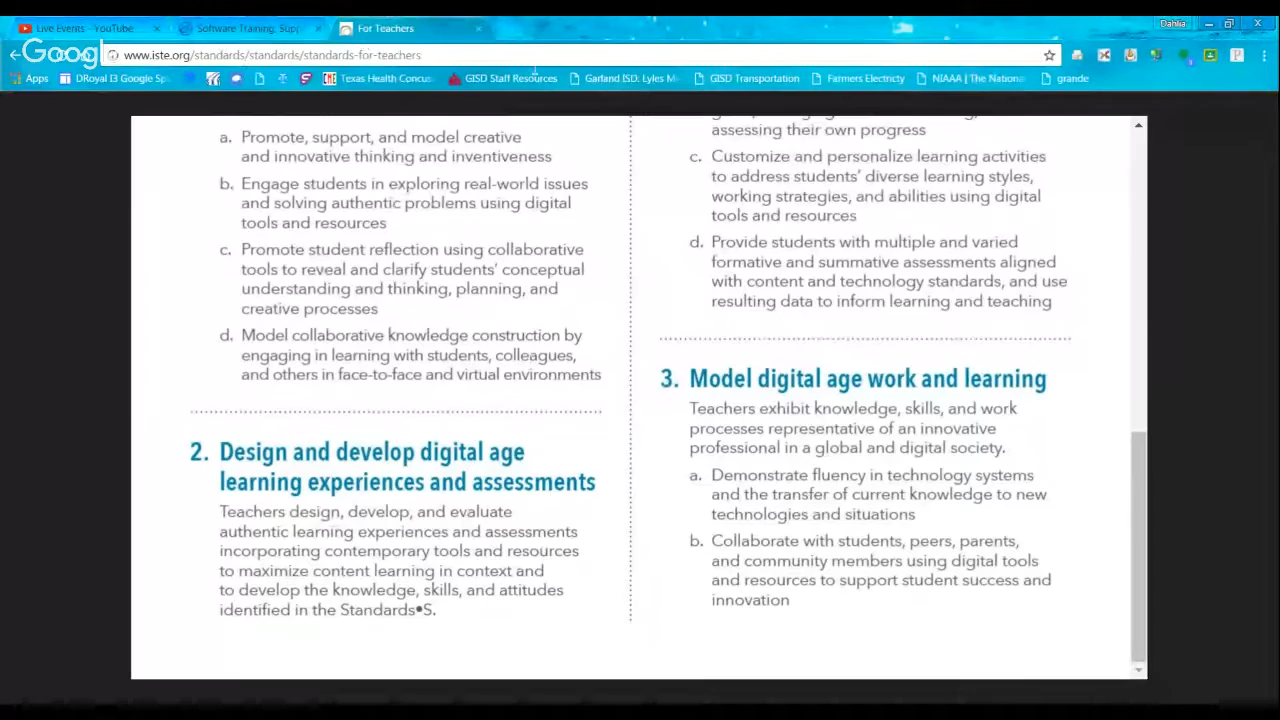 Live Events - YouTube
Software Training, Supp
For Teachers
Dahlia
Googl
www.iste.org/standards/standards/standards-for-teachers
Apps
DRoyal I3 Google Sp
Texas Health Concus
GISD Staff Resources
Garland ISD: Lyles M
GISD Transportation
Farmers Electricty
NIAAA | The Nationa
grande
a. Promote, support, and model creative
and innovative thinking and inventiveness
b. Engage students in exploring real-world issues
and solving authentic problems using digital
tools and resources
c. Promote student reflection using collaborative
tools to reveal and clarify students' conceptual
understanding and thinking, planning, and
creative processes
d. Model collaborative knowledge construction by
engaging in learning with students, colleagues,
and others in face-to-face and virtual environments
2. Design and develop digital age
learning experiences and assessments
Teachers design, develop, and evaluate
authentic learning experiences and assessments
incorporating contemporary tools and resources
to maximize content learning in context and
to develop the knowledge, skills, and attitudes
identified in the Standards•S.
assessing their own progress
c. Customize and personalize learning activities
to address students' diverse learning styles,
working strategies, and abilities using digital
tools and resources
d. Provide students with multiple and varied
formative and summative assessments aligned
with content and technology standards, and use
resulting data to inform learning and teaching
3. Model digital age work and learning
Teachers exhibit knowledge, skills, and work
processes representative of an innovative
professional in a global and digital society.
a. Demonstrate fluency in technology systems
and the transfer of current knowledge to new
technologies and situations
b. Collaborate with students, peers, parents,
and community members using digital tools
and resources to support student success and
innovation